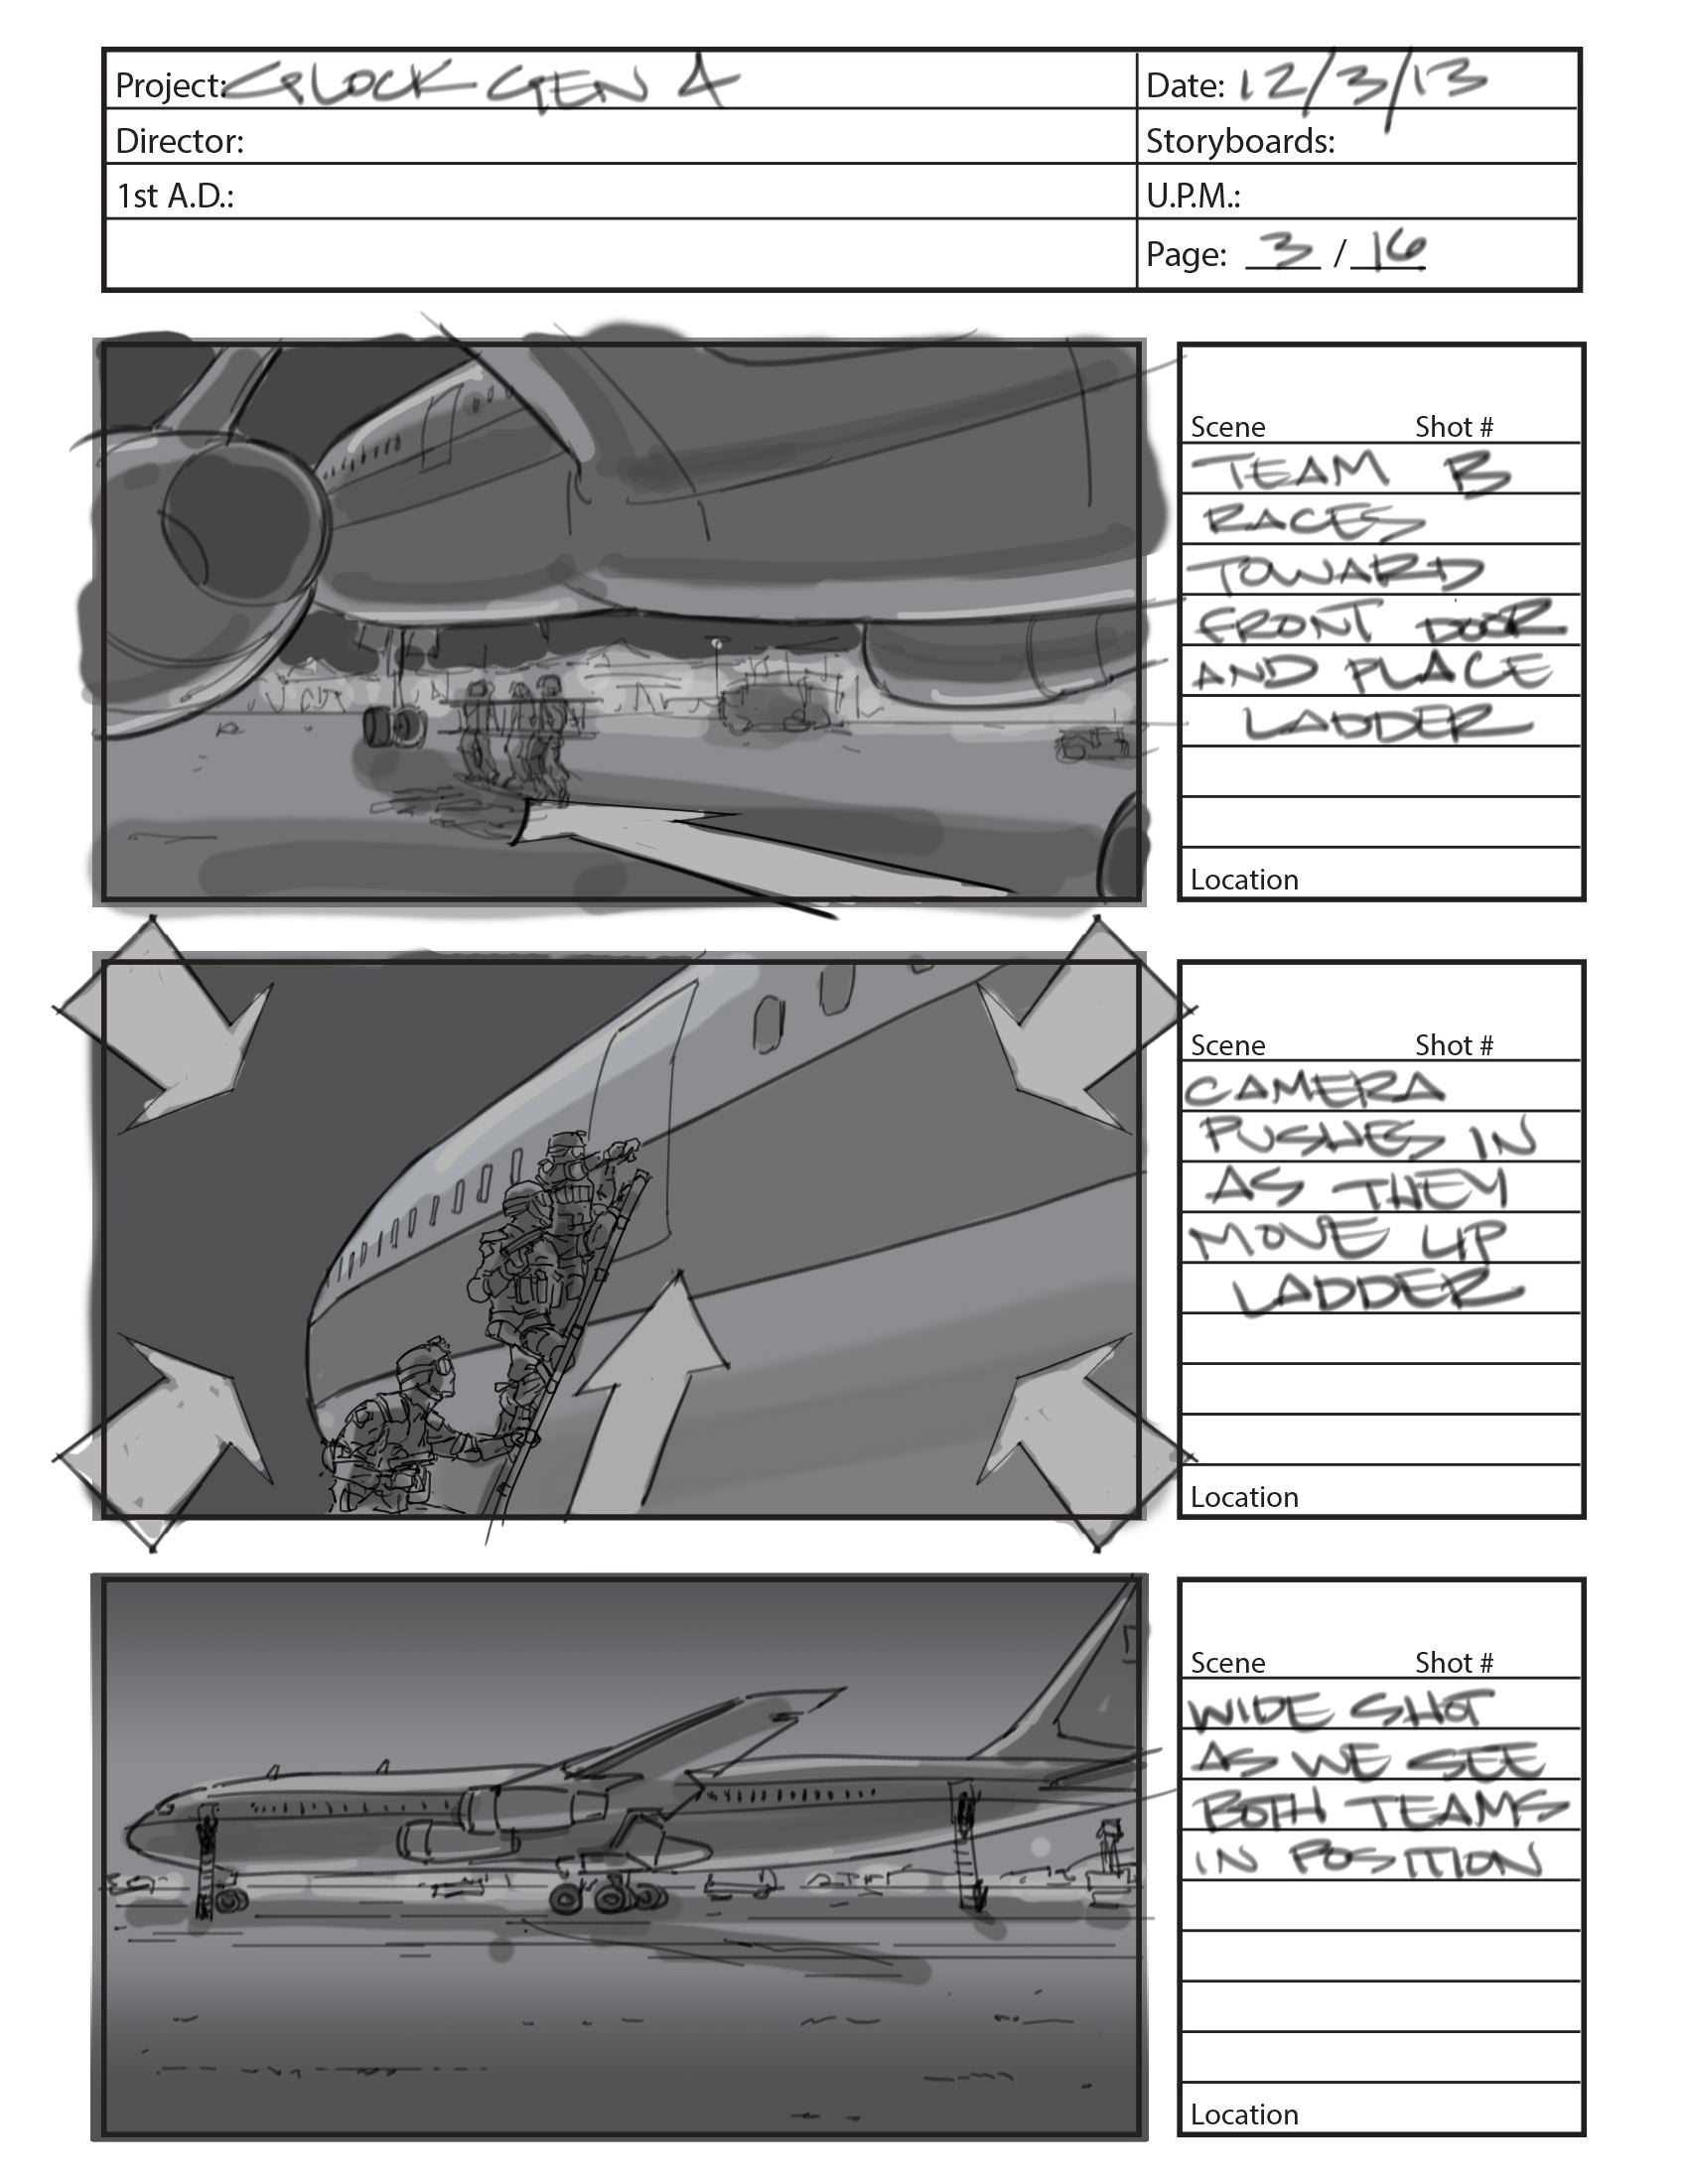 Project: GLOCK GEN 4
Date: 12/3/13
Director:
Storyboards:
1st A.D.:
U.P.M.:
Page: 3 / 16
Scene Shot #
TEAM B
RACES
TOWARD
FRONT DOOR
AND PLACE
LADDER
Location
Scene Shot #
CAMERA
PUSHES IN
AS THEY
MOVE UP
LADDER
Location
Scene Shot #
WIDE SHOT
AS WE SEE
BOTH TEAMS
IN POSITION
Location